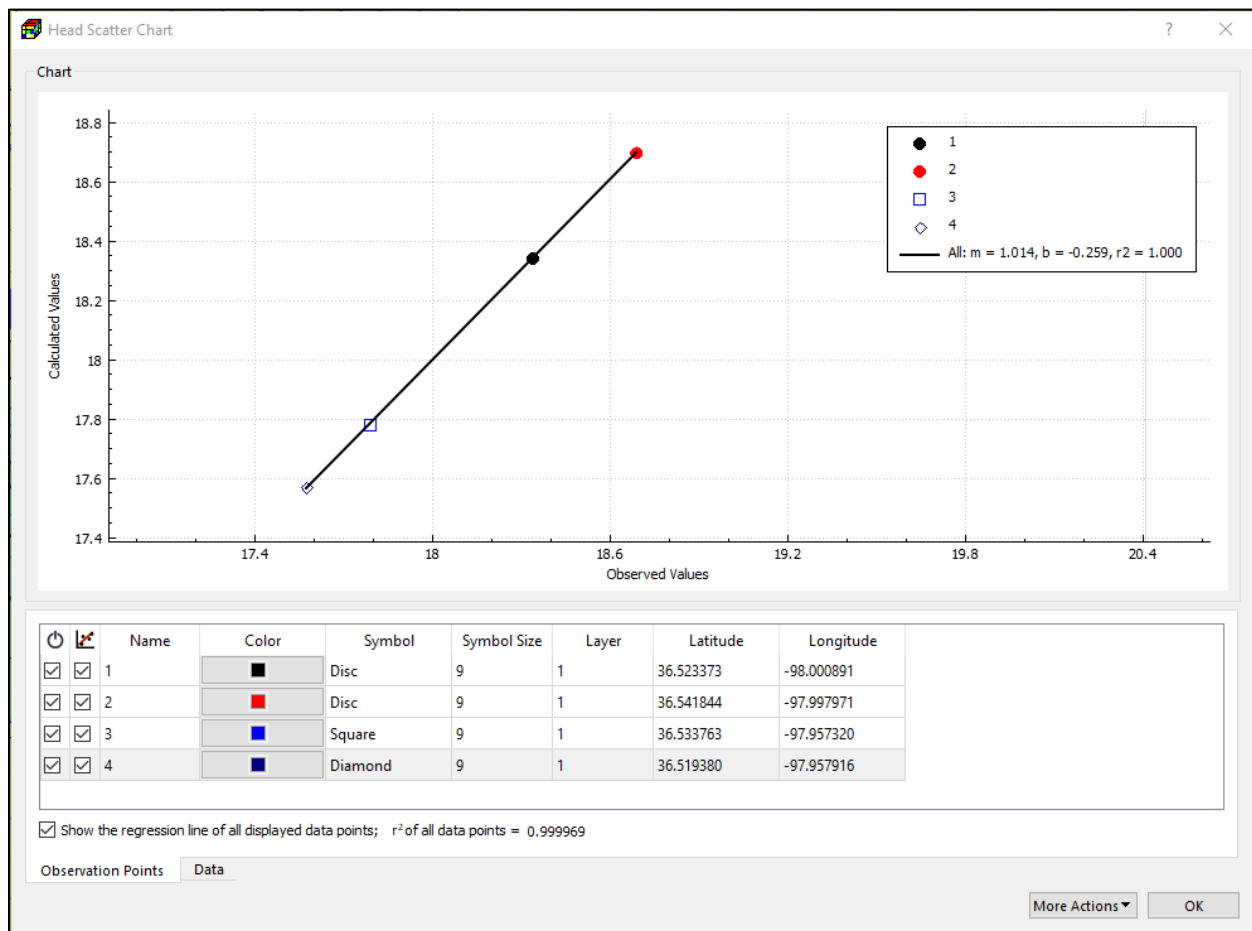 Head Scatter Chart ? ×
Chart
18.8
18.6
18.4
18.2
18
17.8
17.6
17.4
Calculated Values
17.4 18 18.6 19.2 19.8 20.4
Observed Values
1
2
3
4
All: m = 1.014, b = -0.259, r2 = 1.000
Name Color Symbol Symbol Size Layer Latitude Longitude
1 Disc 9 1 36.523373 -98.000891
2 Disc 9 1 36.541844 -97.997971
3 Square 9 1 36.533763 -97.957320
4 Diamond 9 1 36.519380 -97.957916
Show the regression line of all displayed data points; r² of all data points = 0.999969
Observation Points Data
More Actions OK